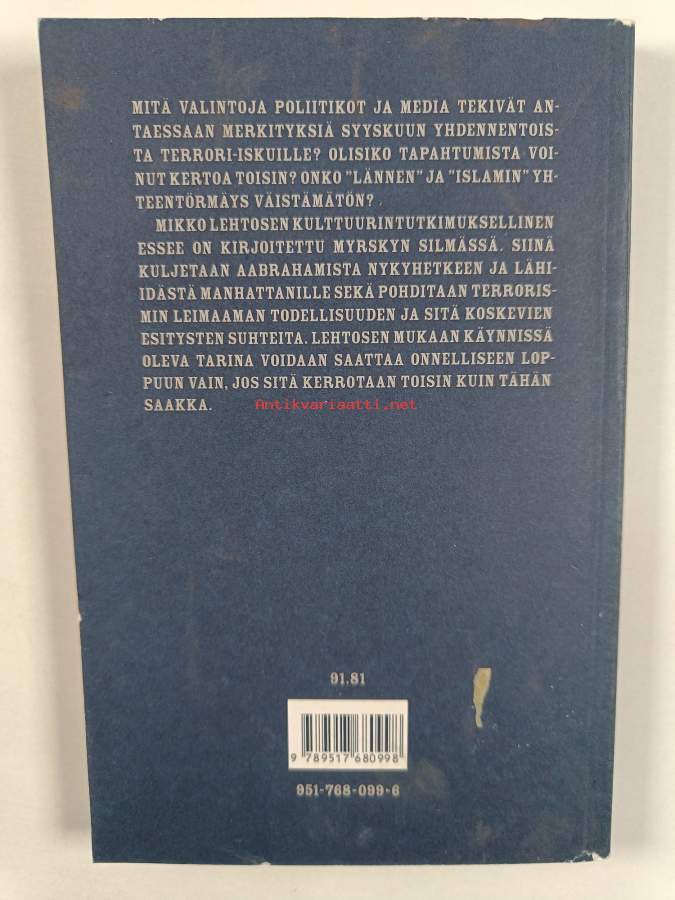 MITÄ VALINTOJA POLIITIKOT JA MEDIA TEKIVÄT AN-
TAESSAAN MERKITYKSIÄ SYYSKUUN YHDENNENTOIS-
TA TERRORI-ISKUILLE? OLISIKO TAPAHTUMISTA VOI-
NUT KERTOA TOISIN? ONKO "LÄNNEN" JA "ISLAMIN" YH-
TEENTÖRMÄYS VÄISTÄMÄTÖN?
MIKKO LEHTOSEN KULTTUURINTUTKIMUKSELLINEN
ESSEE ON KIRJOITETTU MYRSKYN SILMÄSSÄ. SIINÄ
KULJETAAN AABRAHAMISTA NYKYHETKEEN JA LÄHI-
IDÄSTÄ MANHATTANILLE SEKÄ POHDITAAN TERRORIS-
MIN LEIMAAMAN TODELLISUUDEN JA SITÄ KOSKEVIEN
ESITYSTEN SUHTEITA. LEHTOSEN MUKAAN KÄYNNISSÄ
OLEVA TARINA VOIDAAN SAATTAA ONNELLISEEN LOP-
PUUN VAIN, JOS SITÄ KERROTAAN TOISIN KUIN TÄHÄN
SAAKKA.
Antikvariaatti.net
91.81
9 789517 680998
951-768-099-6